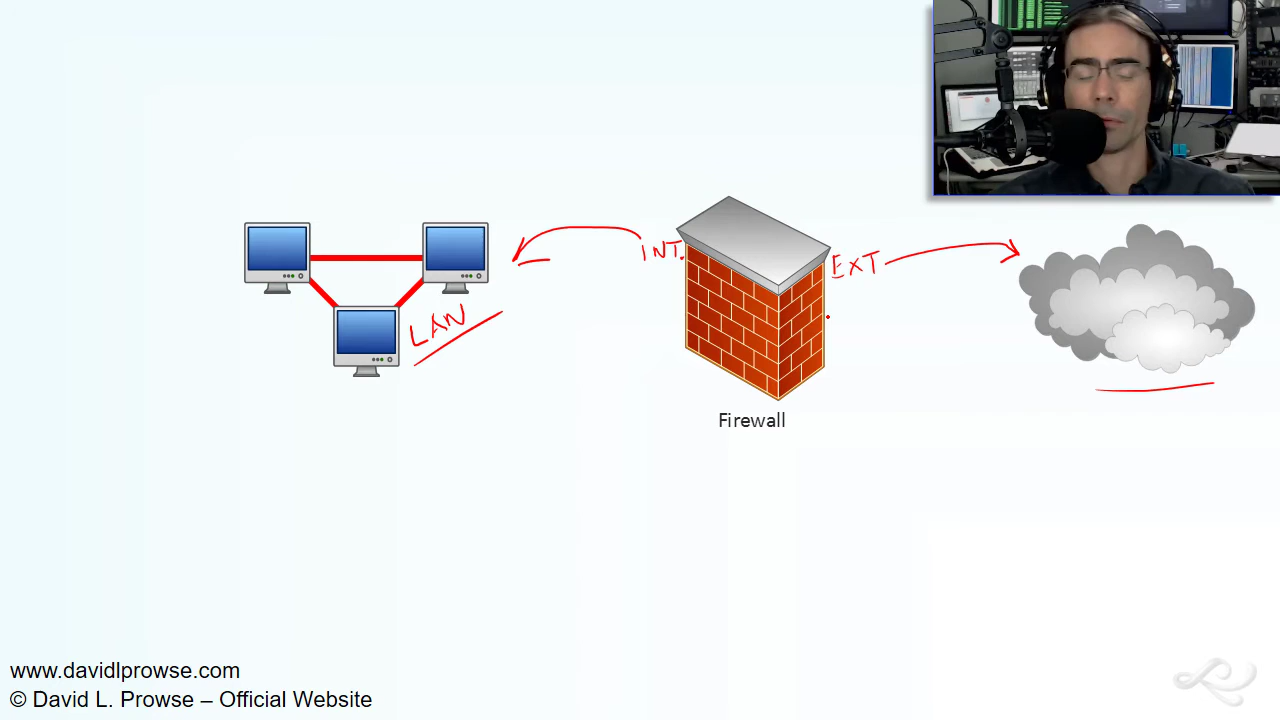 INT.
EXT
LAN
Firewall
www.davidlprowse.com
© David L. Prowse – Official Website